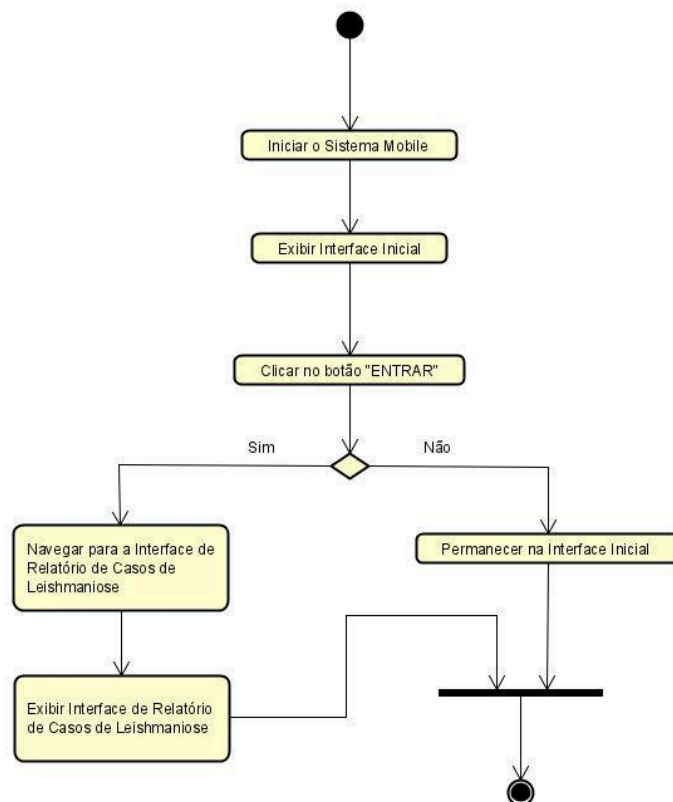 Iniciar o Sistema Mobile
Exibir Interface Inicial
Clicar no botão "ENTRAR"
Sim
Não
Navegar para a Interface de
Relatório de Casos de
Leishmaniose
Permanecer na Interface Inicial
Exibir Interface de Relatório
de Casos de Leishmaniose